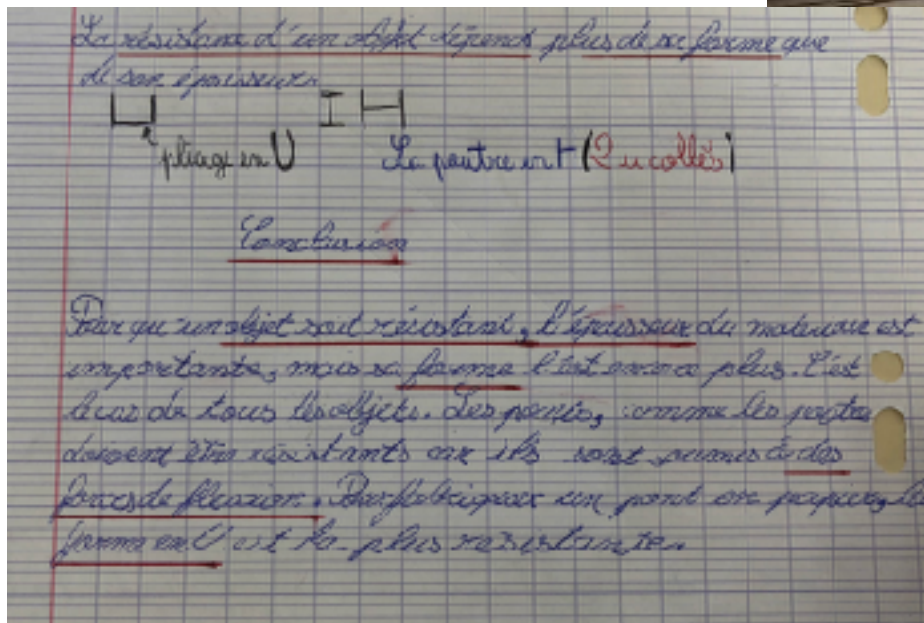 La résistance d'un objet dépend plus de sa forme que
de son épaisseur.
pliage en U La poutre en H (2 u collés)
Conclusion
Pour qu'un objet soit résistant, l'épaisseur du materiau est
importante, mais sa forme l'est encore plus. C'est
le cas de tous les objets. Les ponts, comme les
doivent être résistants car ils sont soumis à des
forces de flexion. Pour fabriquer un pont en papier, la
forme en U est la plus resistante.